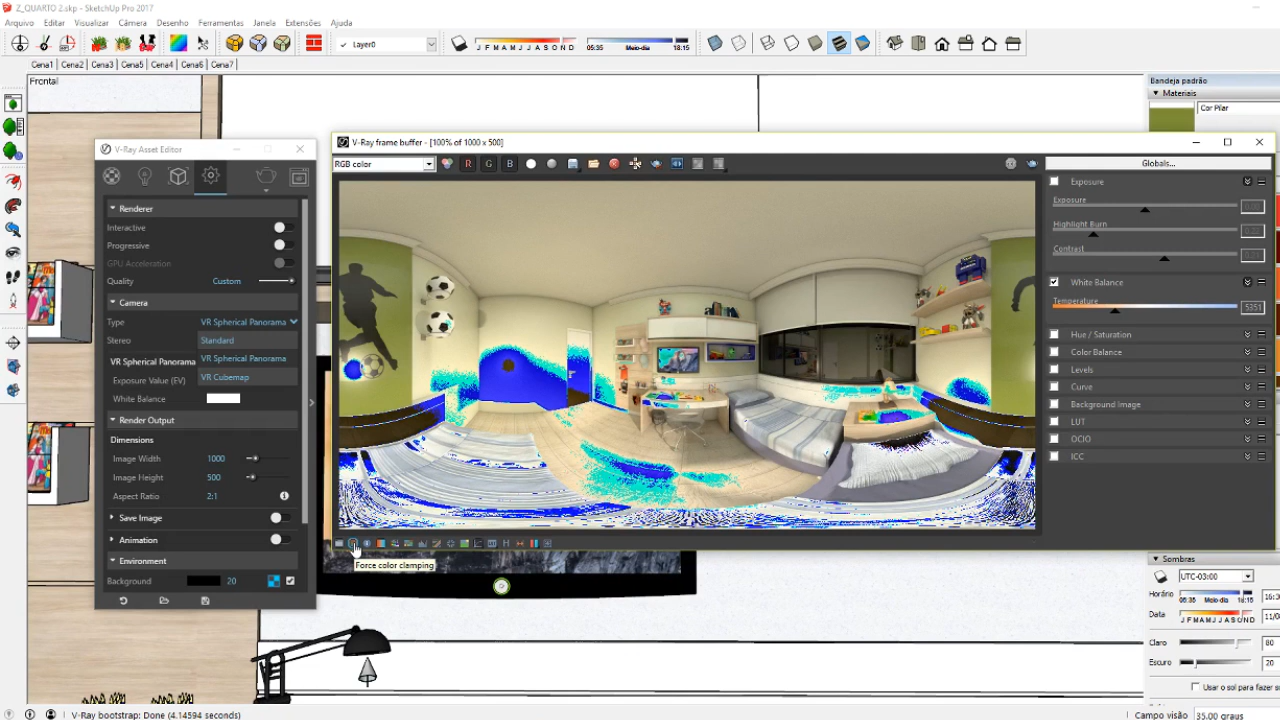 Z_QUARTO 2.skp - SketchUp Pro 2017
Arquivo Editar Visualizar Câmera Desenho Ferramentas Janela Extensões Ajuda
Layer0
J F M A M J J A S O N D
05:35 Meio-dia 18:15
Cena1 Cena2 Cena3 Cena5 Cena4 Cena6 Cena7
Frontal
Bandeja padrão
Materiais
Cor Pilar
V-Ray Asset Editor
Renderer
Interactive
Progressive
GPU Acceleration
Quality Custom
Camera
Type VR Spherical Panorama
Stereo Standard
VR Spherical Panorama VR Spherical Panorama
VR Cubemap
Exposure Value (EV)
White Balance
Render Output
Dimensions
Image Width 1000
Image Height 500
Aspect Ratio 2:1
Save Image
Animation
Environment
Background 20
V-Ray frame buffer - [100% of 1000 x 500]
RGB color
R G B
Globals...
Exposure
Exposure
Highlight Burn
Contrast
White Balance
Temperature 5351
Hue / Saturation
Color Balance
Levels
Curve
Background Image
LUT
OCIO
ICC
Force color clamping
Sombras
UTC-03:00
Horário 05:35 Meio-dia 18:15
Data J F M A M J J A S O N D
Claro 80
Escuro 20
Usar o sol para fazer
V-Ray bootstrap: Done (4.14594 seconds)
Campo visão 35.00 graus